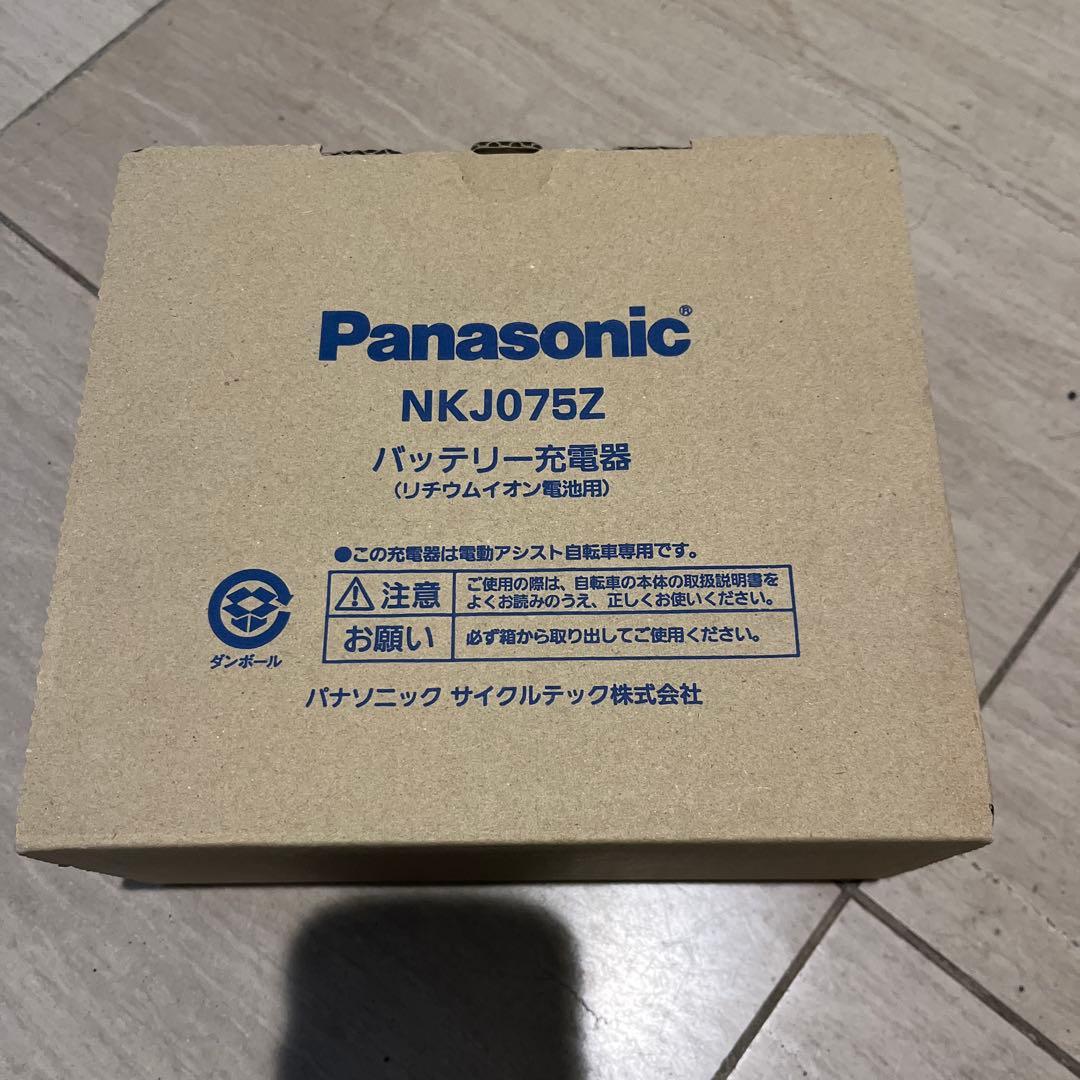 Panasonic®
NKJ075Z
バッテリー充電器
（リチウムイオン電池用）
●この充電器は電動アシスト自転車専用です。
注意
ご使用の際は、自転車の本体の取扱説明書を
よくお読みのうえ、正しくお使いください。
お願い
必ず箱から取り出してご使用ください。
ダンボール
パナソニック サイクルテック株式会社